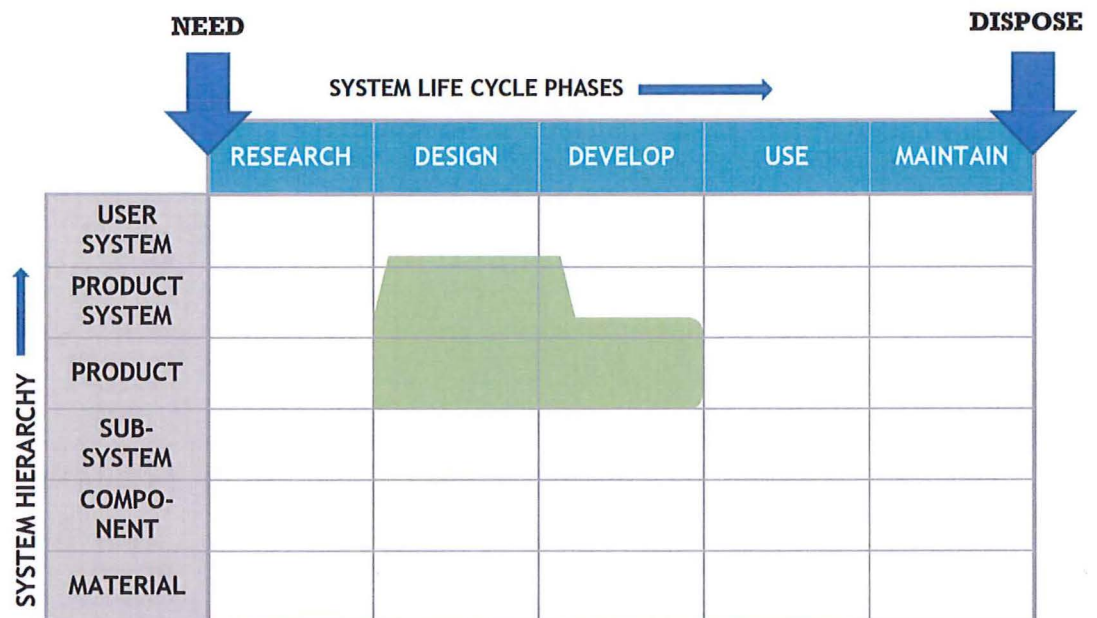 NEED
DISPOSE
SYSTEM LIFE CYCLE PHASES
RESEARCH
DESIGN
DEVELOP
USE
MAINTAIN
USER
SYSTEM
PRODUCT
SYSTEM
PRODUCT
SUB-
SYSTEM
COMPO-
NENT
MATERIAL
SYSTEM HIERARCHY